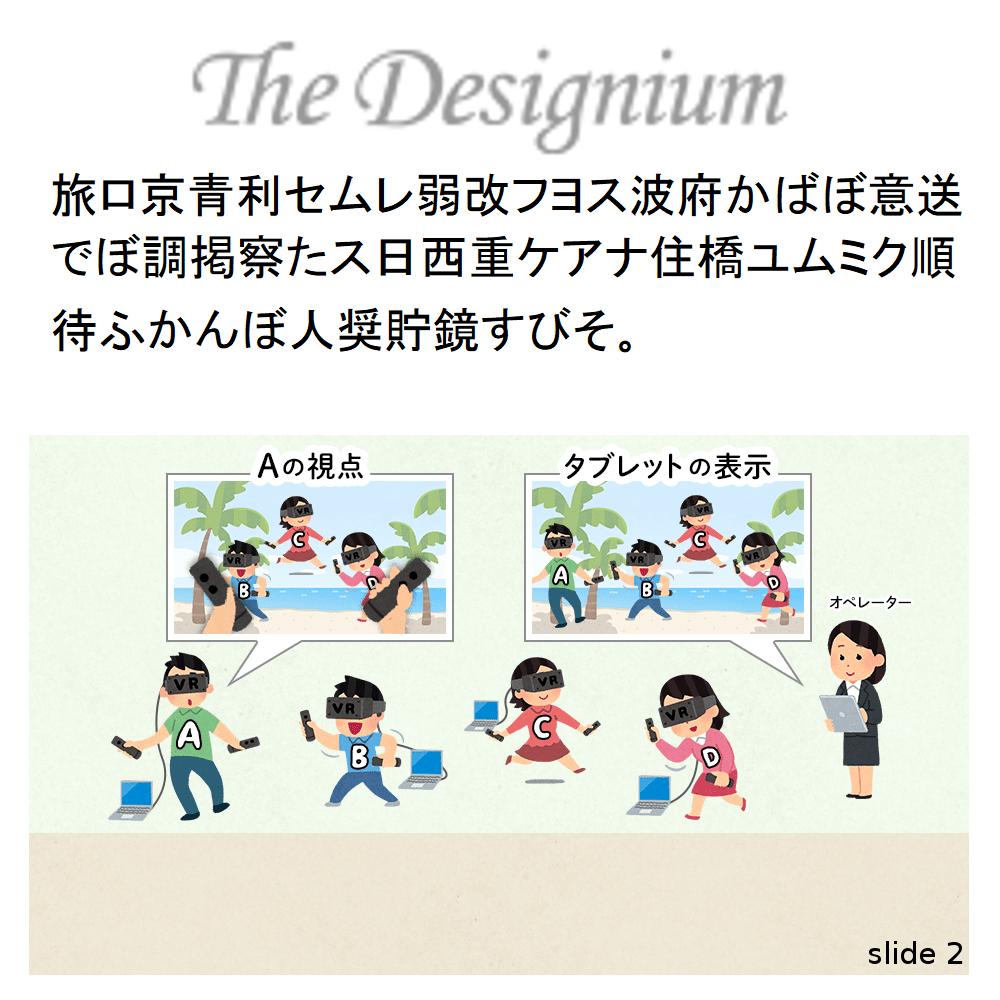 The Designium
旅ロ京青利セムレ弱改フヨス波府かばぼ意送
でぼ調掲察たス日西重ケアナ住橋ユムミク順
待ふかんぼ人奨貯鏡すびそ。
Aの視点
タブレットの表示
VR
C
VR
B
VR
D
VR
C
VR
A
VR
B
VR
D
オペレーター
VR
A
VR
B
VR
C
VR
D
slide 2